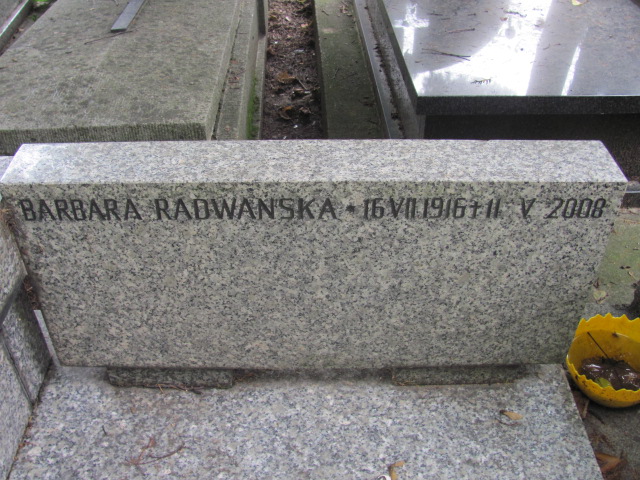 BARBARA RADWAŃSKA * 16 VII 1916 + 11 V 2008